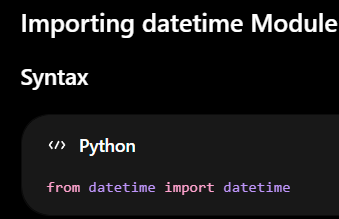 Importing datetime Module
Syntax
Python
from datetime import datetime